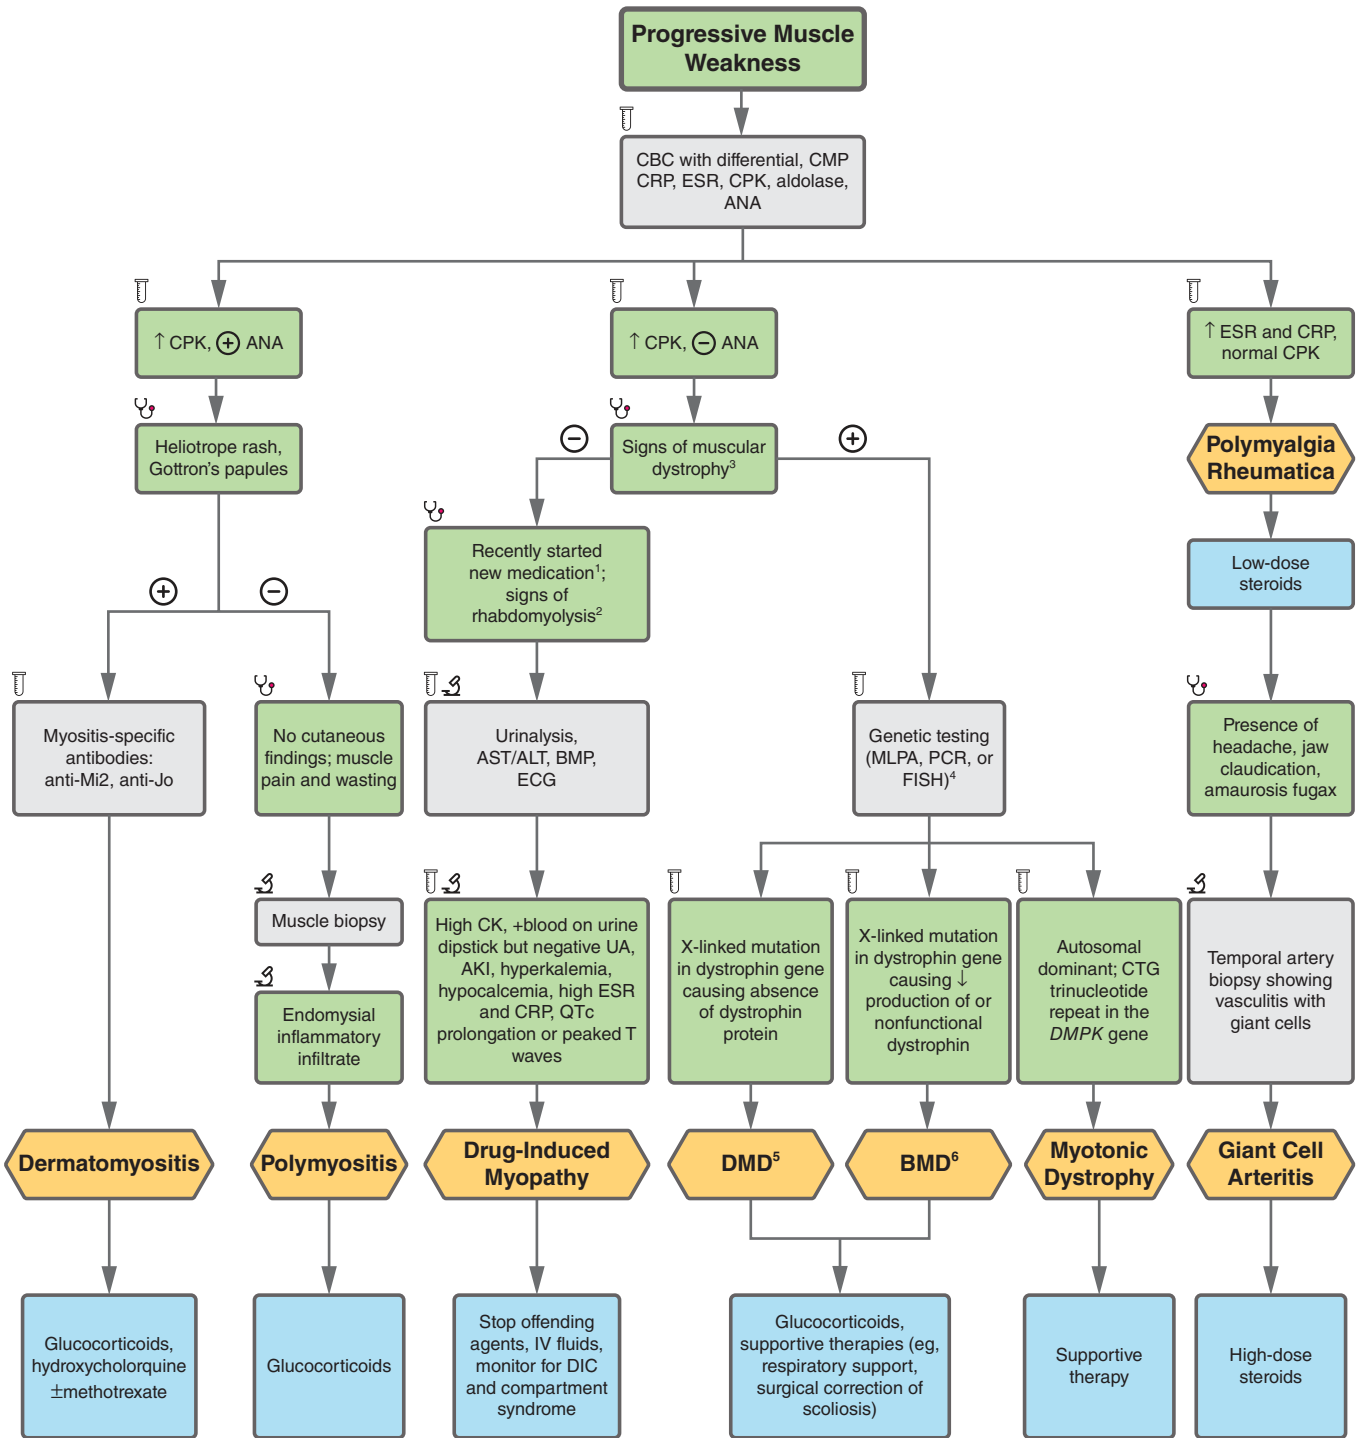 Progressive Muscle
Weakness
CBC with differential, CMP
CRP, ESR, CPK, aldolase,
ANA
↑ CPK, ⊕ ANA
↑ CPK, ⊖ ANA
↑ ESR and CRP,
normal CPK
Heliotrope rash,
Gottron's papules
⊖
Signs of muscular
dystrophy³
⊕
Polymyalgia
Rheumatica
Recently started
new medication¹;
signs of
rhabdomyolysis²
Low-dose
steroids
⊕
⊖
Myositis-specific
antibodies:
anti-Mi2, anti-Jo
No cutaneous
findings; muscle
pain and wasting
Urinalysis,
AST/ALT, BMP,
ECG
Genetic testing
(MLPA, PCR, or
FISH)⁴
Presence of
headache, jaw
claudication,
amaurosis fugax
Muscle biopsy
Endomysial
inflammatory
infiltrate
High CK, +blood on urine
dipstick but negative UA,
AKI, hyperkalemia,
hypocalcemia, high ESR
and CRP, QTc
prolongation or peaked T
waves
X-linked mutation
in dystrophin gene
causing absence
of dystrophin
protein
X-linked mutation
in dystrophin gene
causing ↓
production of or
nonfunctional
dystrophin
Autosomal
dominant; CTG
trinucleotide
repeat in the
DMPK gene
Temporal artery
biopsy showing
vasculitis with
giant cells
Dermatomyositis
Polymyositis
Drug-Induced
Myopathy
DMD⁵
BMD⁶
Myotonic
Dystrophy
Giant Cell
Arteritis
Glucocorticoids,
hydroxycholorquine
±methotrexate
Glucocorticoids
Stop offending
agents, IV fluids,
monitor for DIC
and compartment
syndrome
Glucocorticoids,
supportive therapies (eg,
respiratory support,
surgical correction of
scoliosis)
Supportive
therapy
High-dose
steroids